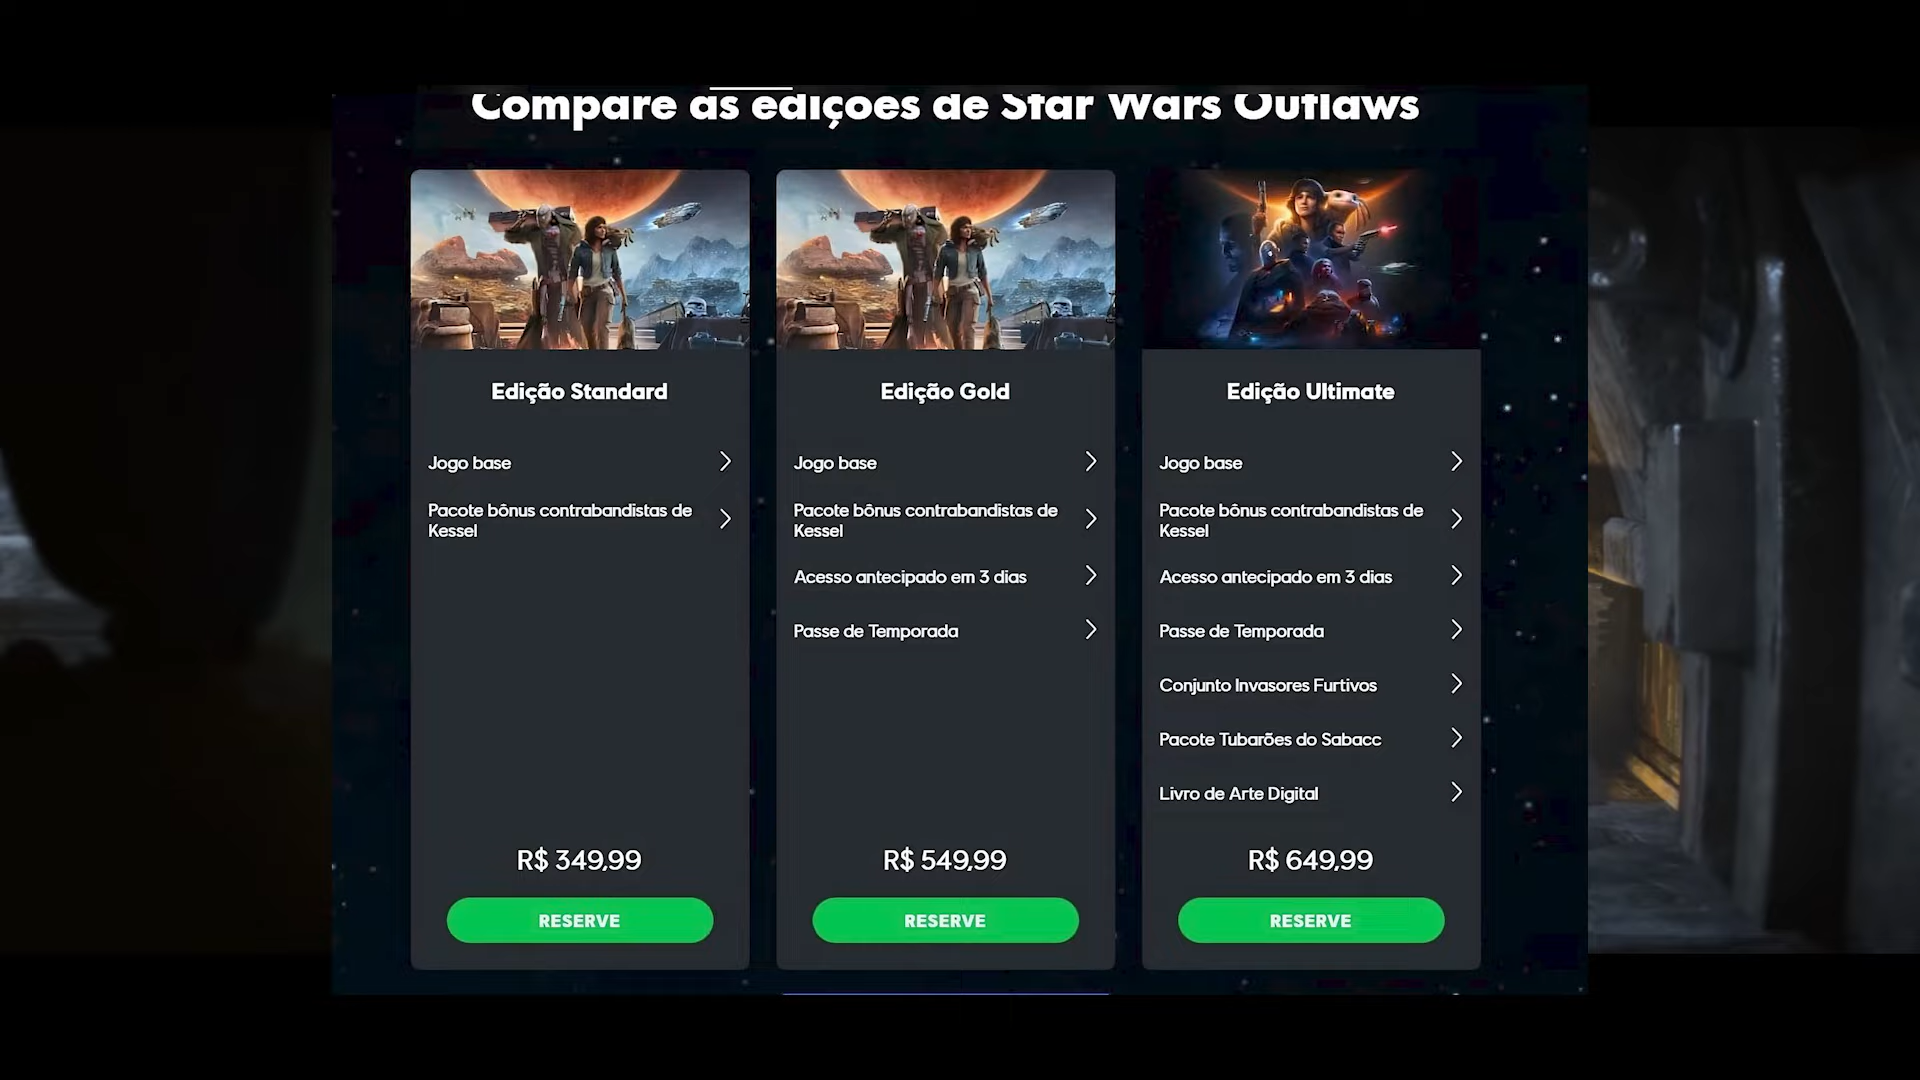 Compare as edições de Star Wars Outlaws
Edição Standard
Jogo base
Pacote bônus contrabandistas de
Kessel
R$ 349,99
RESERVE
Edição Gold
Jogo base
Pacote bônus contrabandistas de
Kessel
Acesso antecipado em 3 dias
Passe de Temporada
R$ 549,99
RESERVE
Edição Ultimate
Jogo base
Pacote bônus contrabandistas de
Kessel
Acesso antecipado em 3 dias
Passe de Temporada
Conjunto Invasores Furtivos
Pacote Tubarões do Sabacc
Livro de Arte Digital
R$ 649,99
RESERVE